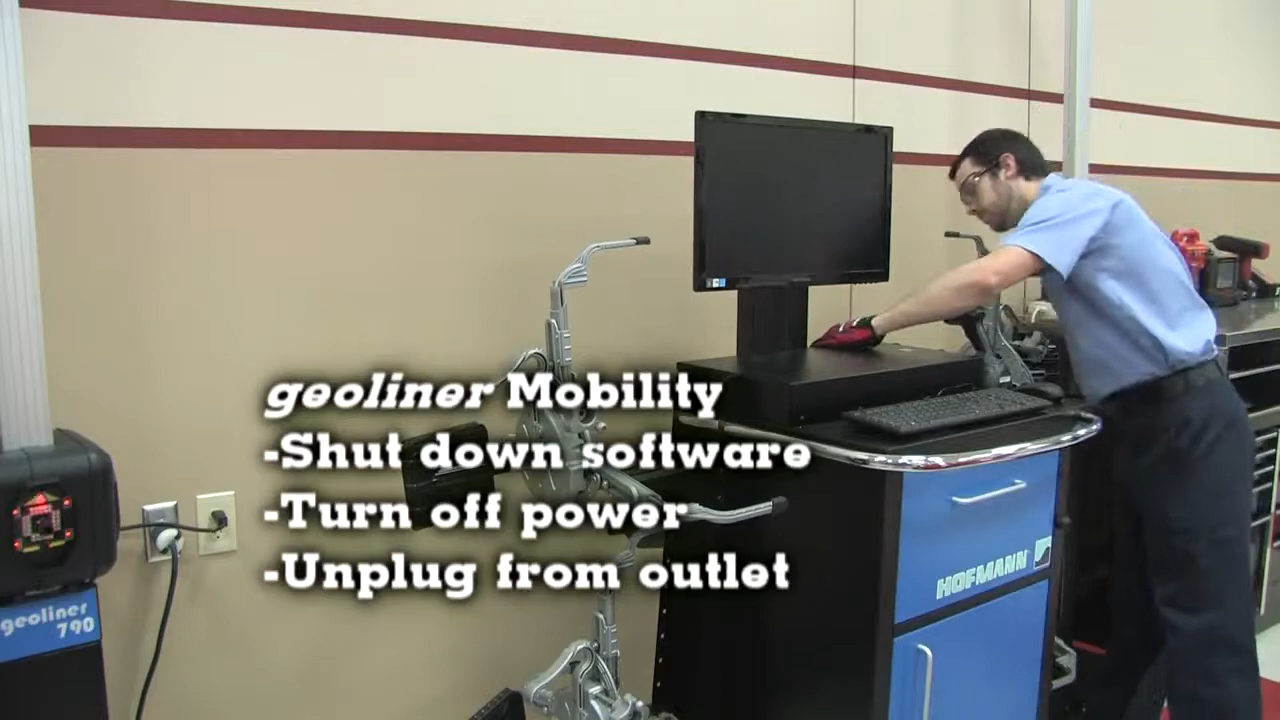 geoliner Mobility
-Shut down software
-Turn off power
-Unplug from outlet
HOFMANN
geoliner
790